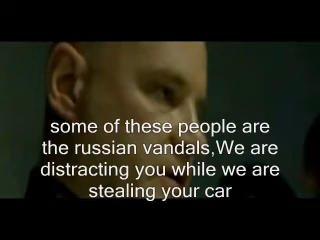 some of these people are
the russian vandals,We are
distracting you while we are
stealing your car